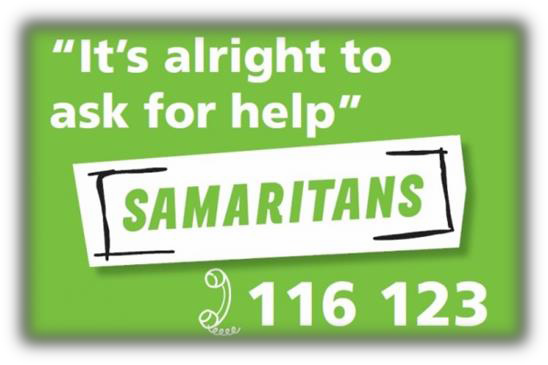 “It’s alright to
ask for help”
SAMARITANS
116 123